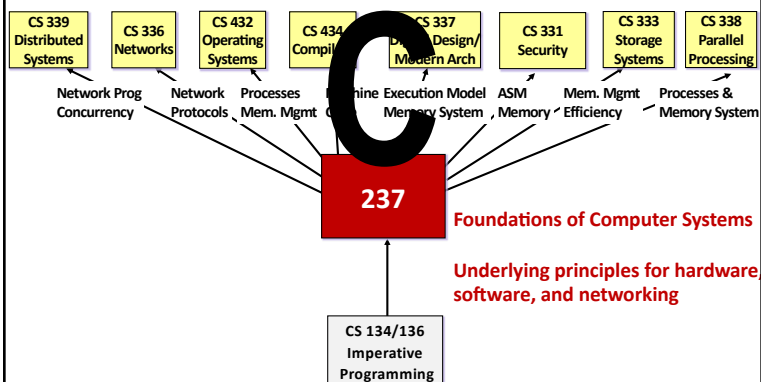 CS 339
Distributed
Systems
CS 336
Networks
CS 432
Operating
Systems
CS 434
C
CS 337
Design/
Modern Arch
CS 331
Security
CS 333
Storage
Systems
CS 338
Parallel
Processing
Network Prog
Concurrency
Network
Protocols
Processes
Mem. Mgmt
Execution Model
Memory System
ASM
Memory
Mem. Mgmt
Efficiency
Processes &
Memory System
237
Foundations of Computer Systems
Underlying principles for hardware,
software, and networking
CS 134/136
Imperative
Programming